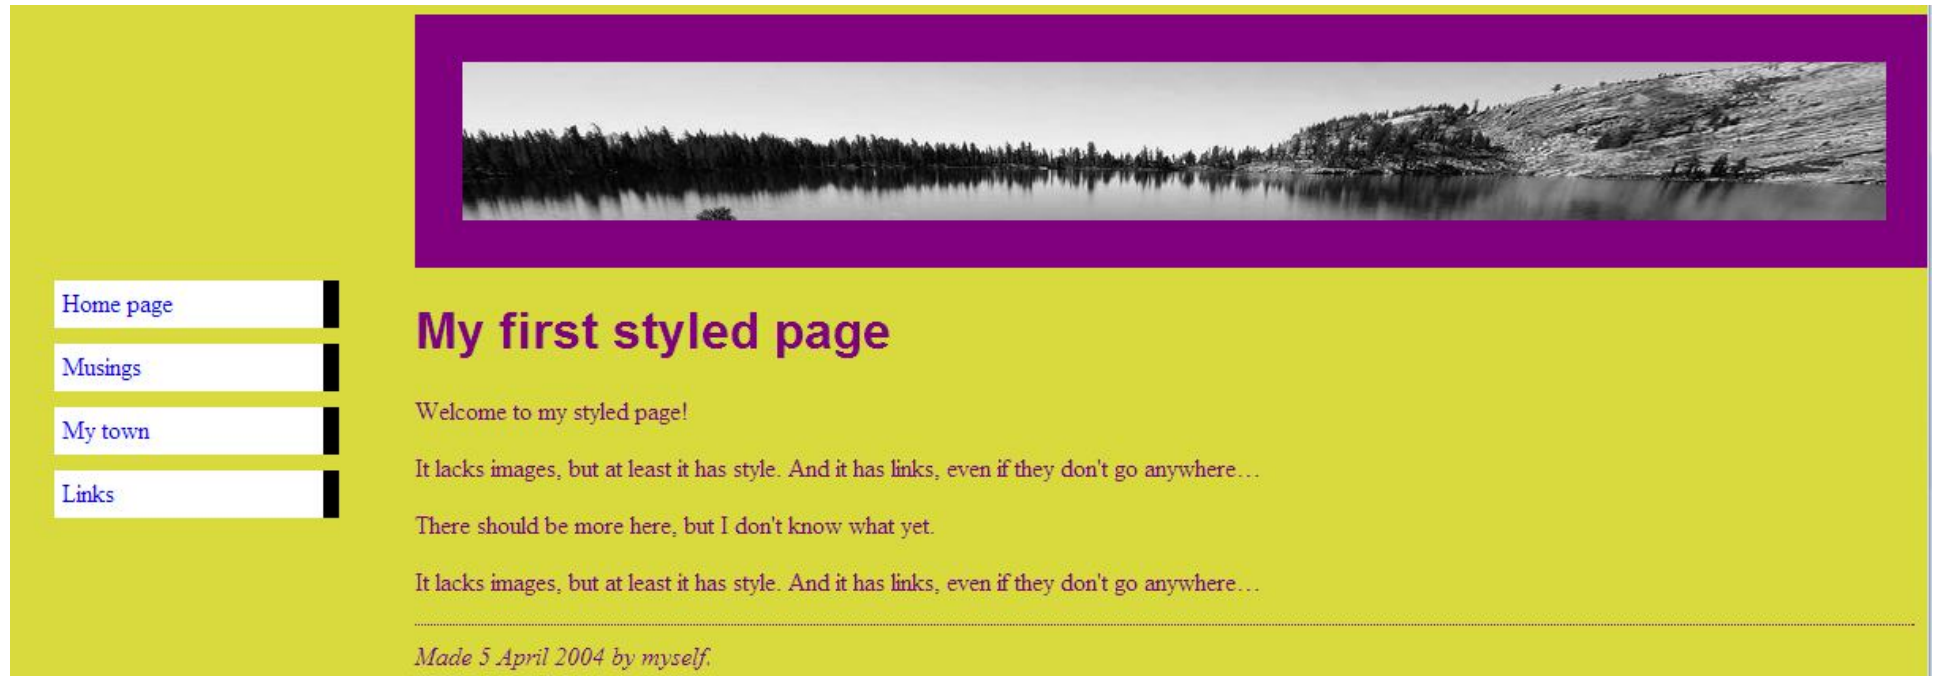 Home page
Musings
My town
Links
My first styled page
Welcome to my styled page!
It lacks images, but at least it has style. And it has links, even if they don't go anywhere…
There should be more here, but I don't know what yet.
It lacks images, but at least it has style. And it has links, even if they don't go anywhere…
Made 5 April 2004 by myself.